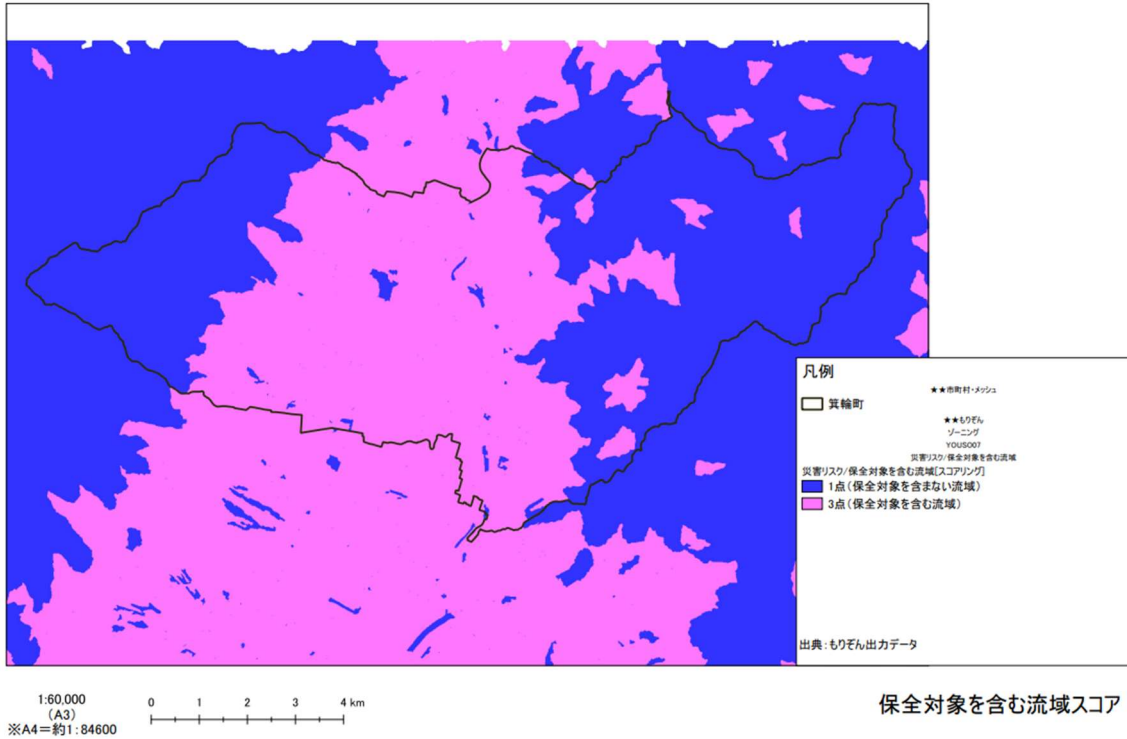 凡例
★★市町村・メッシュ
箕輪町
★★もりぞん
ゾーニング
YOUSO07
災害リスク/保全対象を含む流域
災害リスク/保全対象を含む流域[スコアリング]
1点(保全対象を含まない流域)
3点(保全対象を含む流域)
出典:もりぞん出力データ
1:60,000
(A3)
※A4=約1:84600
0 1 2 3 4 km
保全対象を含む流域スコア